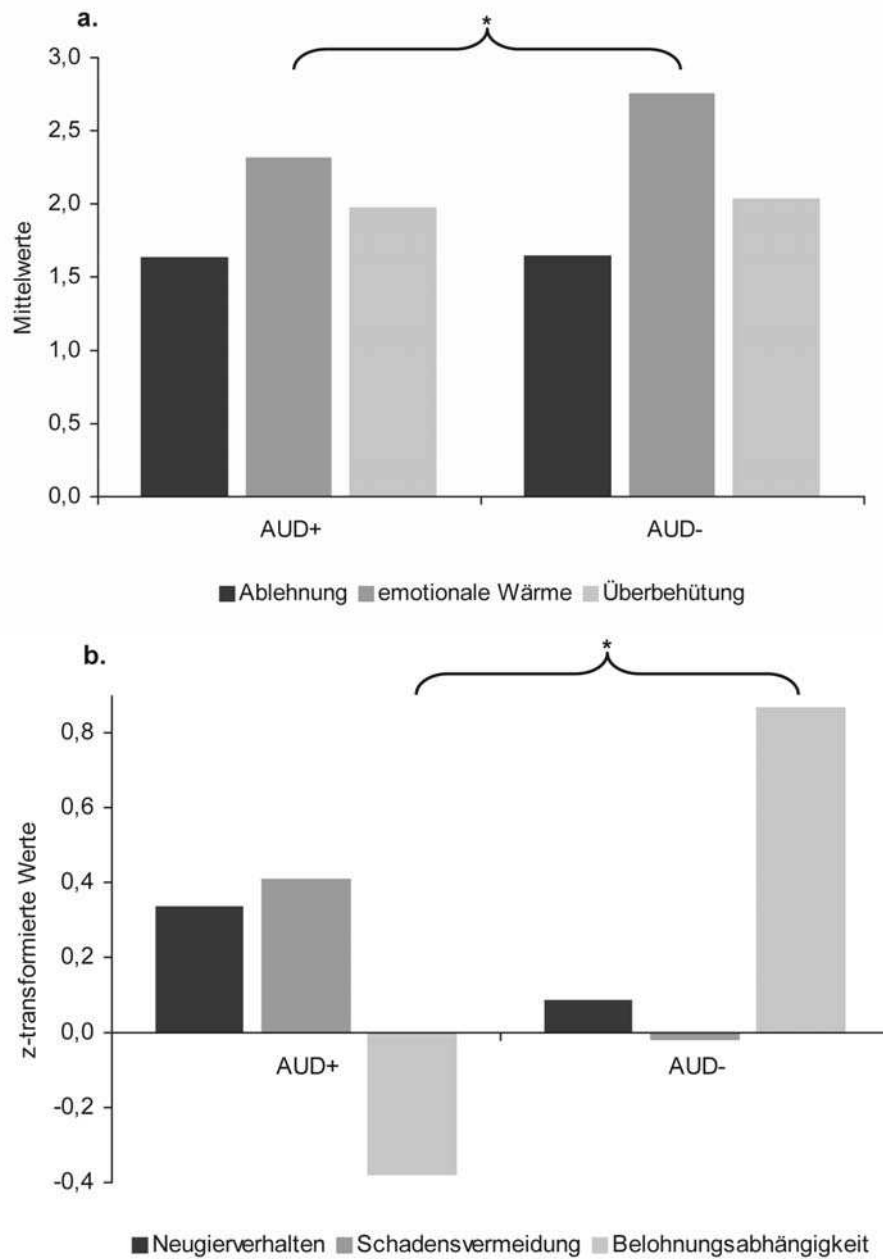 a.
*
3,0
2,5
2,0
1,5
1,0
0,5
0,0
Mittelwerte
AUD+ AUD-
Ablehnung emotionale Wärme Überbehütung
b.
*
0,8
0,6
0,4
0,2
0,0
-0,2
-0,4
z-transformierte Werte
AUD+ AUD-
Neugierverhalten Schadensvermeidung Belohnungsabhängigkeit